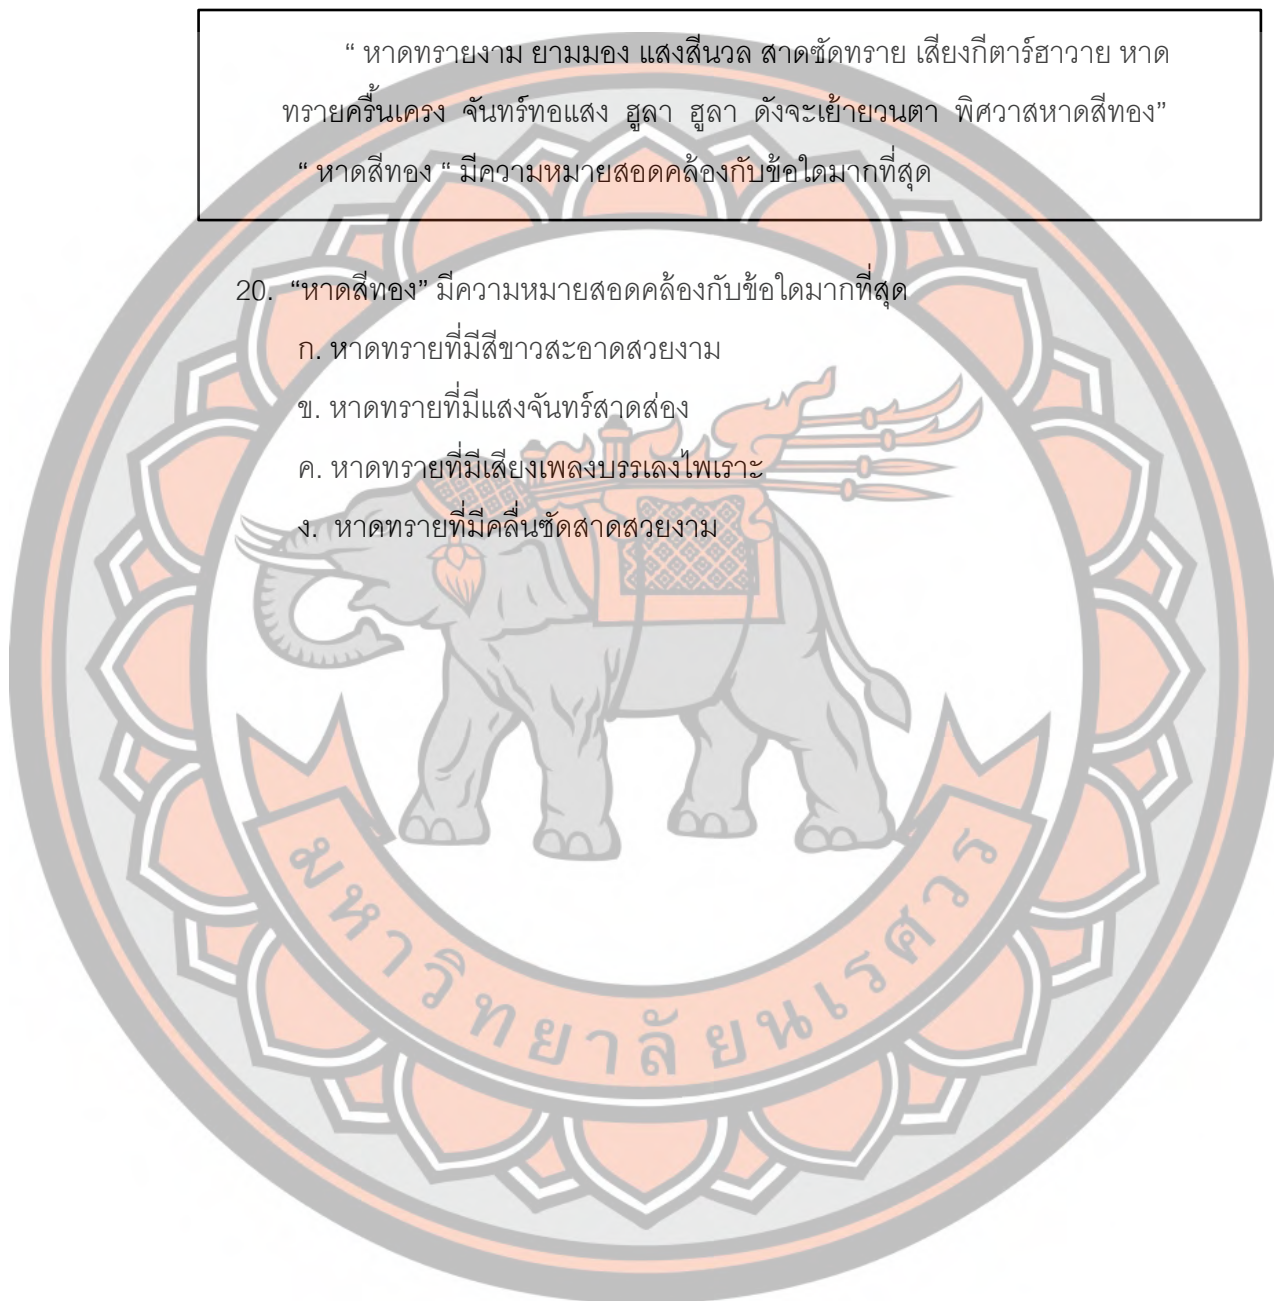 “ หาดทรายงาม ยามมอง แสงสีนวล สาดซัดทราย เสียงกีตาร์ฮาวาย หาด
ทรายครื้นเครง จันทร์ทอแสง ฮูลา ฮูลา ดังจะเย้ายวนตา พิศวาสหาดสีทอง”
“ หาดสีทอง “ มีความหมายสอดคล้องกับข้อใดมากที่สุด
20. “หาดสีทอง” มีความหมายสอดคล้องกับข้อใดมากที่สุด
ก. หาดทรายที่มีสีขาวสะอาดสวยงาม
ข. หาดทรายที่มีแสงจันทร์สาดส่อง
ค. หาดทรายที่มีเสียงเพลงบรรเลงไพเราะ
ง. หาดทรายที่มีคลื่นซัดสาดสวยงาม
มหาวิทยาลัยนเรศวร